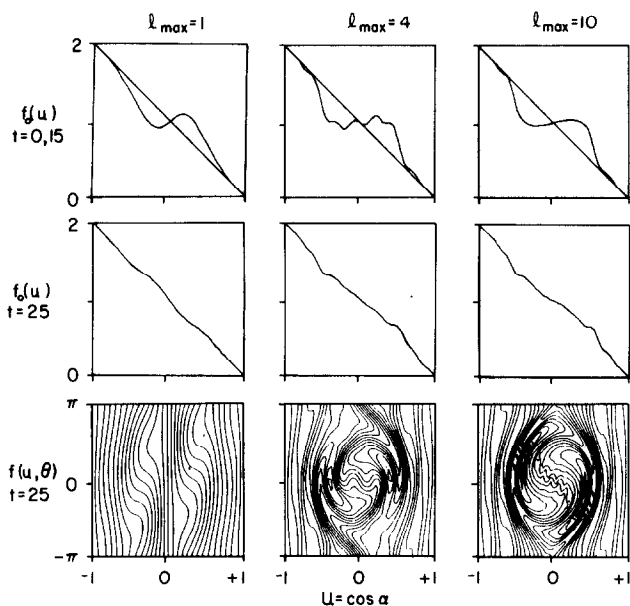 ℓmax=1 ℓmax=4 ℓmax=10
2
f₀(u)
t=0,15
0
2
f₀(u)
t=25
0
π
f(u,θ)
t=25
0
-π
-1 0 +1 -1 0 +1 -1 0 +1
u=cos α